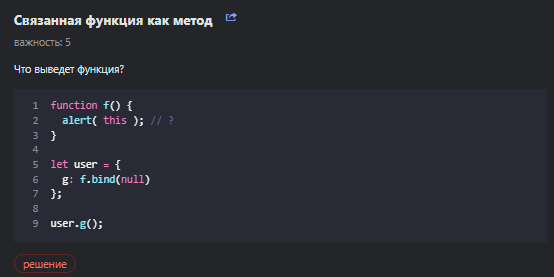 Связанная функция как метод
важность: 5
Что выведет функция?
1 function f() {
2   alert( this ); // ?
3 }
4
5 let user = {
6   g: f.bind(null)
7 };
8
9 user.g();
решение